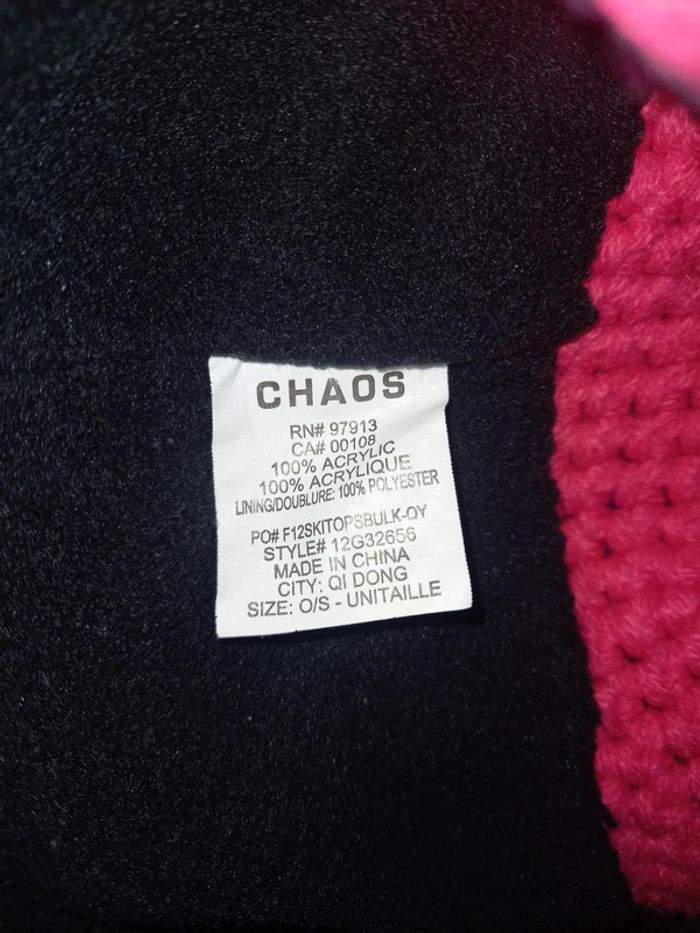 CHAOS
RN# 97913
CA# 00108
100% ACRYLIC
100% ACRYLIQUE
LINING/DOUBLURE: 100% POLYESTER
PO# F12SKITOPSBULK-QY
STYLE# 12G32656
MADE IN CHINA
CITY: QI DONG
SIZE: O/S - UNITAILLE